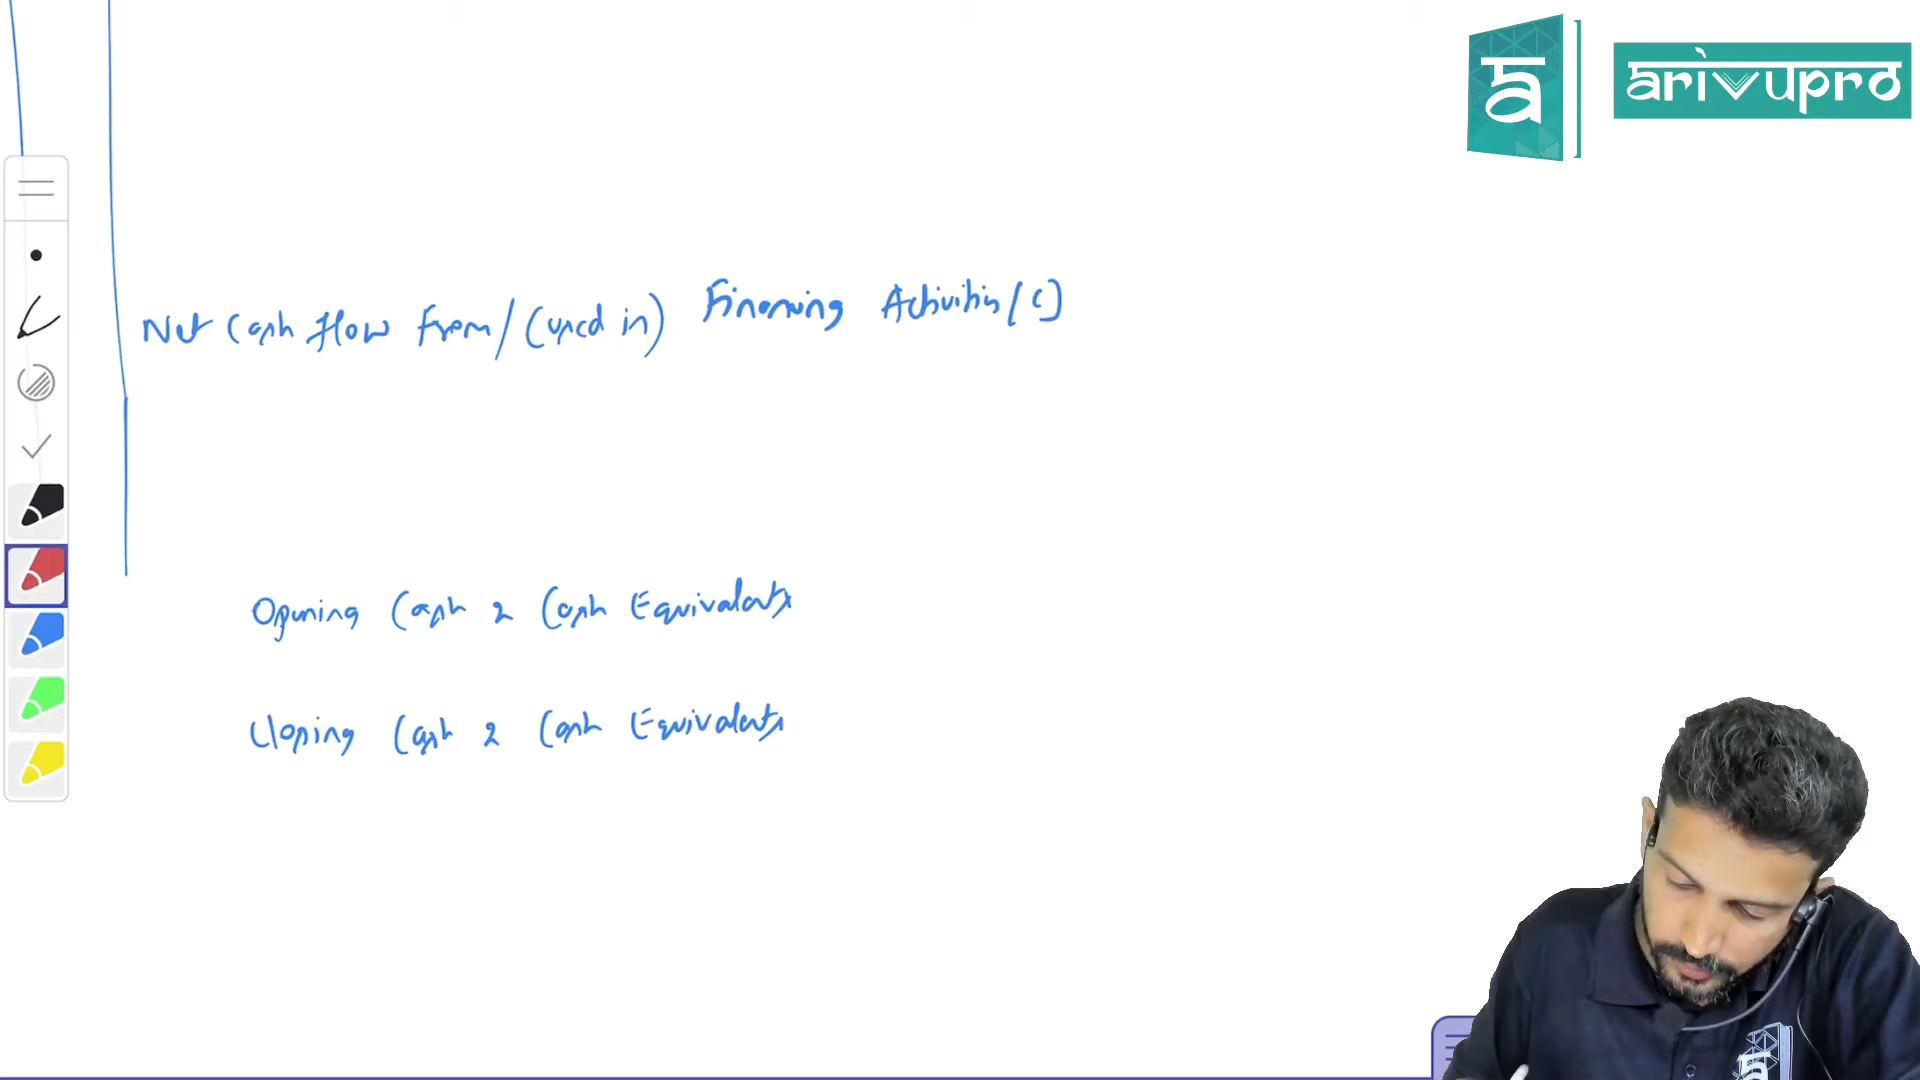 arivupro
Net Cash flow from/(used in) Financing Activities (C)
Opening Cash & Cash Equivalents
Closing Cash & Cash Equivalents